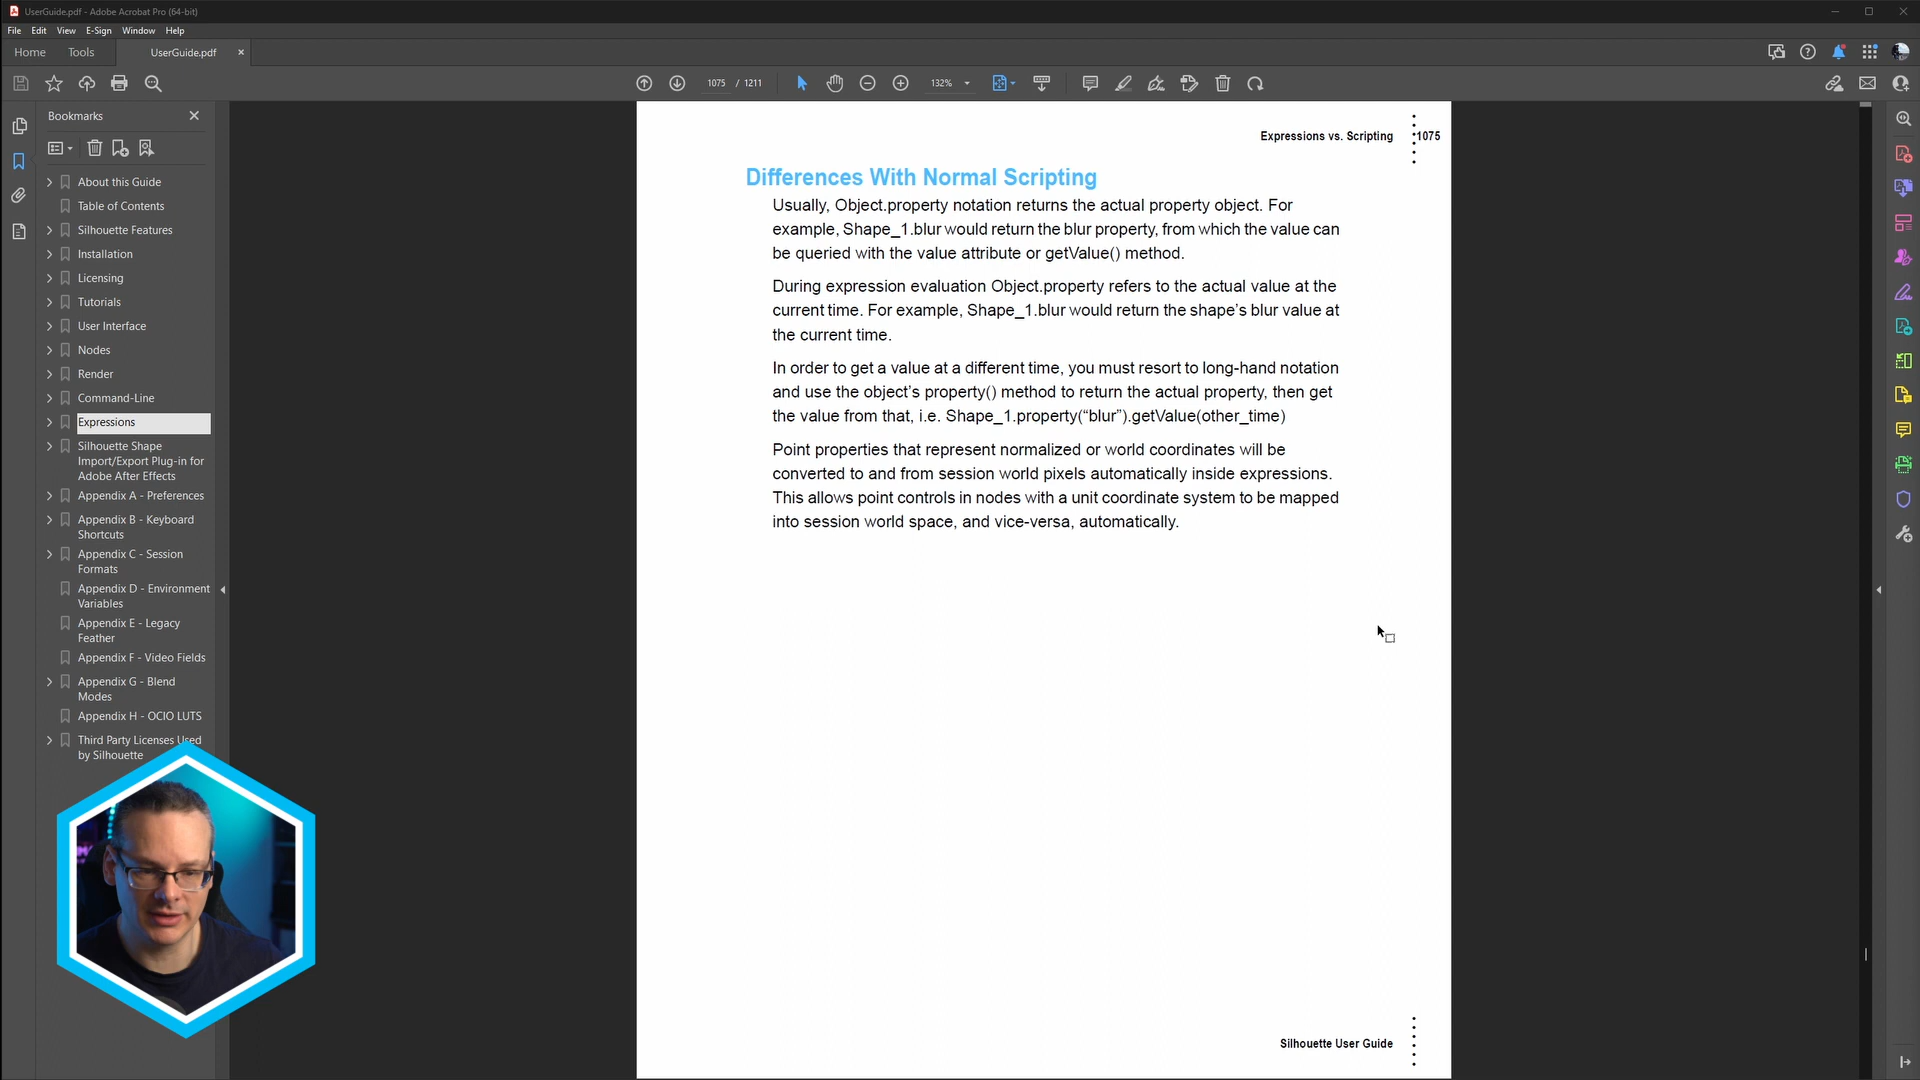 UserGuide.pdf - Adobe Acrobat Pro (64-bit)
File Edit View E-Sign Window Help
Home Tools UserGuide.pdf ×
1075 / 1211 132%
Bookmarks
About this Guide
Table of Contents
Silhouette Features
Installation
Licensing
Tutorials
User Interface
Nodes
Render
Command-Line
Expressions
Silhouette Shape
Import/Export Plug-in for
Adobe After Effects
Appendix A - Preferences
Appendix B - Keyboard
Shortcuts
Appendix C - Session
Formats
Appendix D - Environment
Variables
Appendix E - Legacy
Feather
Appendix F - Video Fields
Appendix G - Blend
Modes
Appendix H - OCIO LUTS
Third Party Licenses Used
by Silhouette
Expressions vs. Scripting 1075
Differences With Normal Scripting
Usually, Object.property notation returns the actual property object. For
example, Shape_1.blur would return the blur property, from which the value can
be queried with the value attribute or getValue() method.
During expression evaluation Object.property refers to the actual value at the
current time. For example, Shape_1.blur would return the shape’s blur value at
the current time.
In order to get a value at a different time, you must resort to long-hand notation
and use the object’s property() method to return the actual property, then get
the value from that, i.e. Shape_1.property(“blur”).getValue(other_time)
Point properties that represent normalized or world coordinates will be
converted to and from session world pixels automatically inside expressions.
This allows point controls in nodes with a unit coordinate system to be mapped
into session world space, and vice-versa, automatically.
Silhouette User Guide